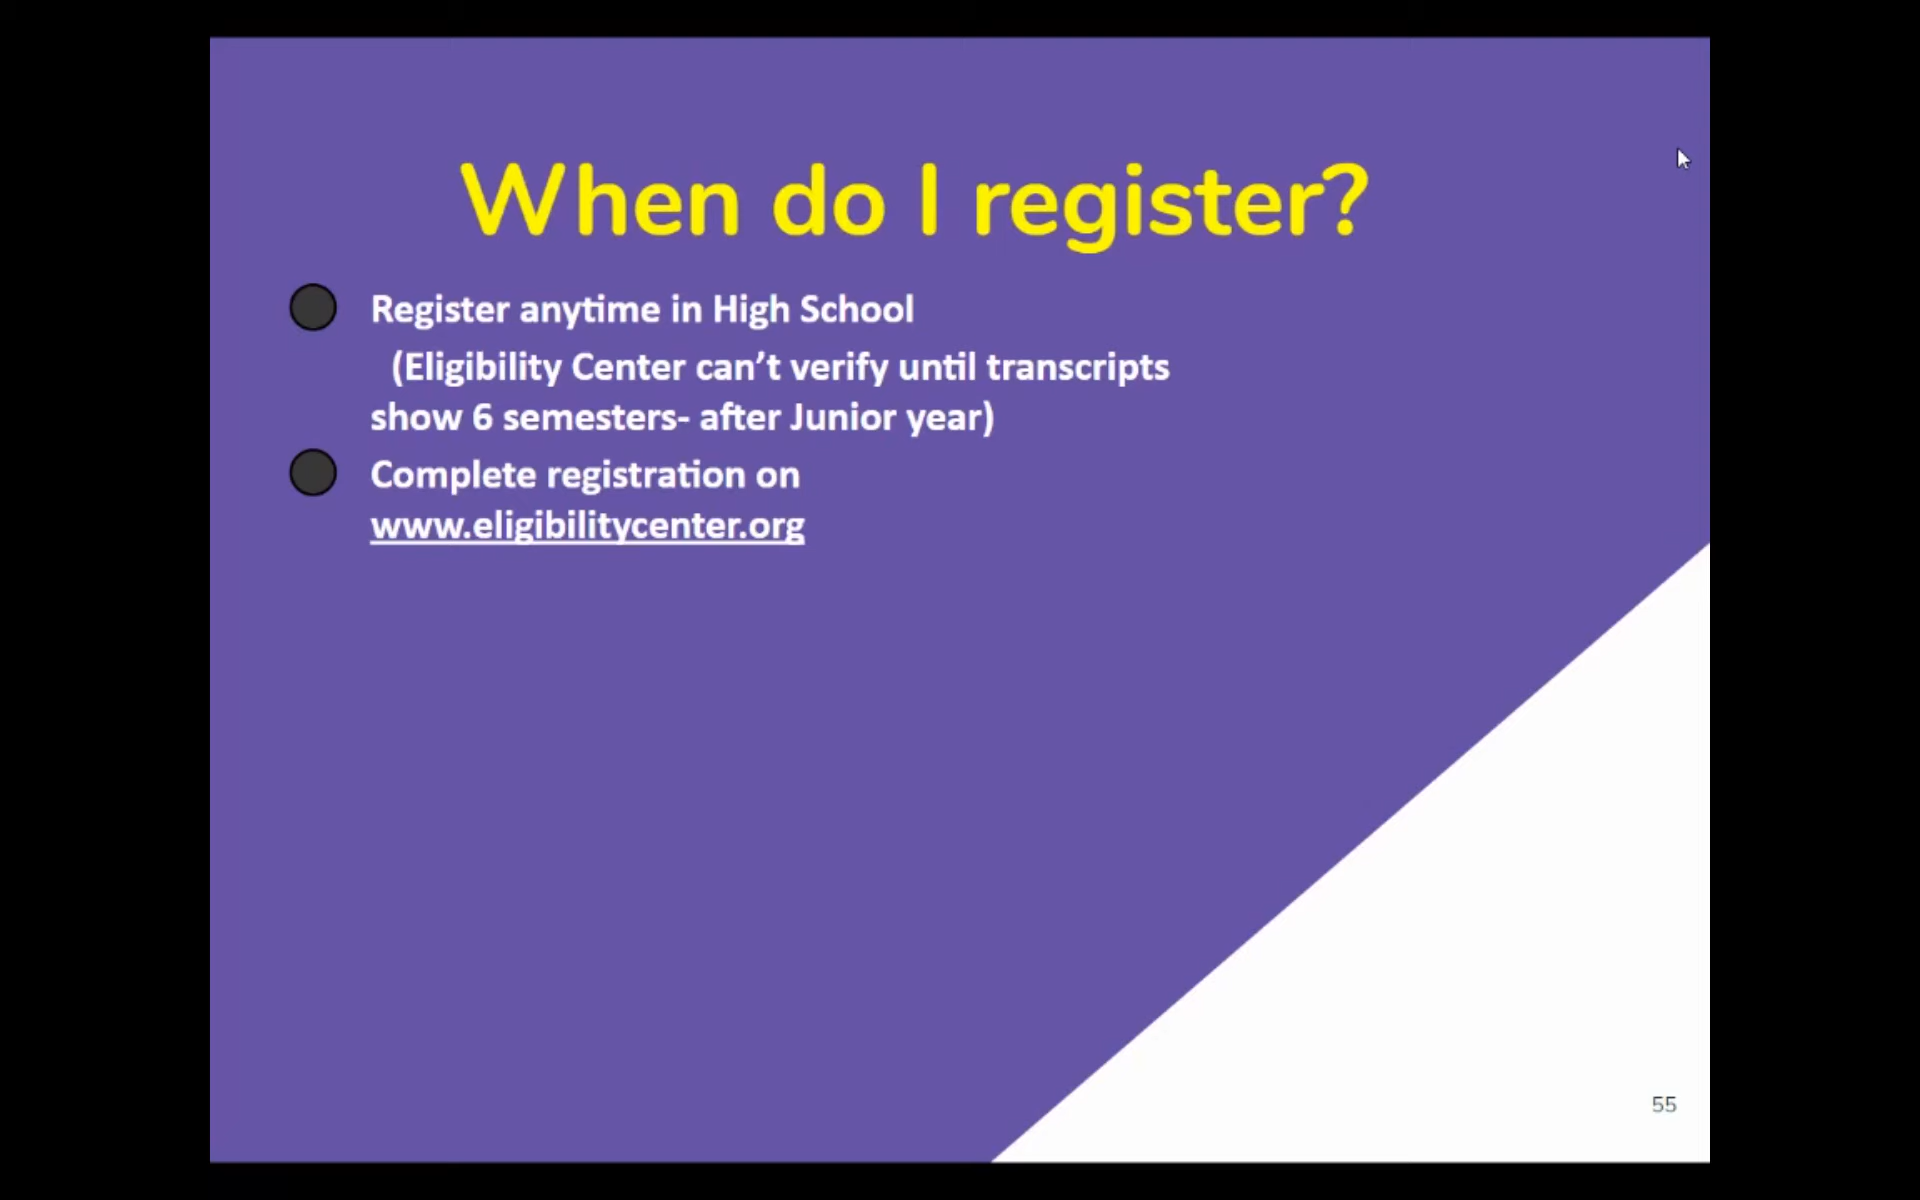 When do I register?
Register anytime in High School
(Eligibility Center can’t verify until transcripts
show 6 semesters- after Junior year)
Complete registration on
www.eligibilitycenter.org
55